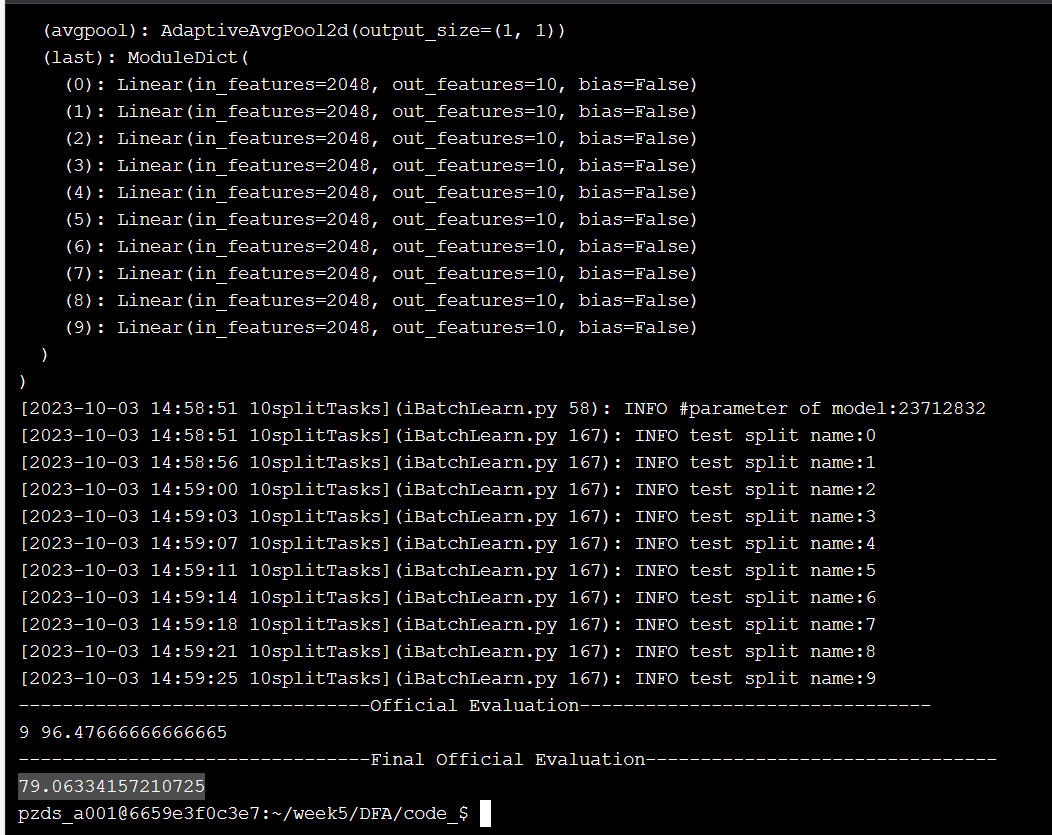 (avgpool): AdaptiveAvgPool2d(output_size=(1, 1))
(last): ModuleDict(
(0): Linear(in_features=2048, out_features=10, bias=False)
(1): Linear(in_features=2048, out_features=10, bias=False)
(2): Linear(in_features=2048, out_features=10, bias=False)
(3): Linear(in_features=2048, out_features=10, bias=False)
(4): Linear(in_features=2048, out_features=10, bias=False)
(5): Linear(in_features=2048, out_features=10, bias=False)
(6): Linear(in_features=2048, out_features=10, bias=False)
(7): Linear(in_features=2048, out_features=10, bias=False)
(8): Linear(in_features=2048, out_features=10, bias=False)
(9): Linear(in_features=2048, out_features=10, bias=False)
)
)
[2023-10-03 14:58:51 10splitTasks](iBatchLearn.py 58): INFO #parameter of model:23712832
[2023-10-03 14:58:51 10splitTasks](iBatchLearn.py 167): INFO test split name:0
[2023-10-03 14:58:56 10splitTasks](iBatchLearn.py 167): INFO test split name:1
[2023-10-03 14:59:00 10splitTasks](iBatchLearn.py 167): INFO test split name:2
[2023-10-03 14:59:03 10splitTasks](iBatchLearn.py 167): INFO test split name:3
[2023-10-03 14:59:07 10splitTasks](iBatchLearn.py 167): INFO test split name:4
[2023-10-03 14:59:11 10splitTasks](iBatchLearn.py 167): INFO test split name:5
[2023-10-03 14:59:14 10splitTasks](iBatchLearn.py 167): INFO test split name:6
[2023-10-03 14:59:18 10splitTasks](iBatchLearn.py 167): INFO test split name:7
[2023-10-03 14:59:21 10splitTasks](iBatchLearn.py 167): INFO test split name:8
[2023-10-03 14:59:25 10splitTasks](iBatchLearn.py 167): INFO test split name:9
--------------------------------Official Evaluation--------------------------------
9 96.47666666666665
--------------------------------Final Official Evaluation--------------------------------
79.06334157210725
pzds_a001@6659e3f0c3e7:~/week5/DFA/code_$